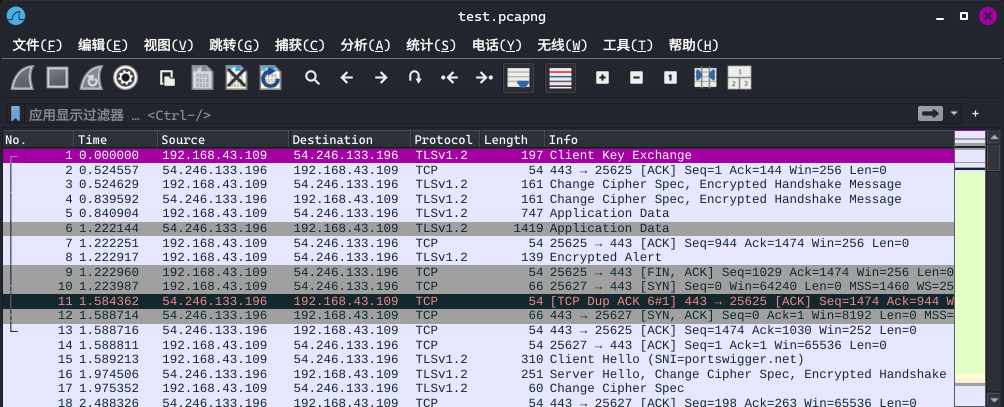 test.pcapng
文件(F) 编辑(E) 视图(V) 跳转(G) 捕获(C) 分析(A) 统计(S) 电话(Y) 无线(W) 工具(T) 帮助(H)
应用显示过滤器 … <Ctrl-/>
No. Time Source Destination Protocol Length Info
1 0.000000 192.168.43.109 54.246.133.196 TLSv1.2 197 Client Key Exchange
2 0.524557 54.246.133.196 192.168.43.109 TCP 54 443 → 25625 [ACK] Seq=1 Ack=144 Win=256 Len=0
3 0.524629 192.168.43.109 54.246.133.196 TLSv1.2 161 Change Cipher Spec, Encrypted Handshake Message
4 0.839592 54.246.133.196 192.168.43.109 TLSv1.2 161 Change Cipher Spec, Encrypted Handshake Message
5 0.840904 192.168.43.109 54.246.133.196 TLSv1.2 747 Application Data
6 1.222144 54.246.133.196 192.168.43.109 TLSv1.2 1419 Application Data
7 1.222251 192.168.43.109 54.246.133.196 TCP 54 25625 → 443 [ACK] Seq=944 Ack=1474 Win=256 Len=0
8 1.222917 192.168.43.109 54.246.133.196 TLSv1.2 139 Encrypted Alert
9 1.222960 192.168.43.109 54.246.133.196 TCP 54 25625 → 443 [FIN, ACK] Seq=1029 Ack=1474 Win=256 Len=0
10 1.223987 192.168.43.109 54.246.133.196 TCP 66 25627 → 443 [SYN] Seq=0 Win=64240 Len=0 MSS=1460 WS=25
11 1.584362 54.246.133.196 192.168.43.109 TCP 54 [TCP Dup ACK 6#1] 443 → 25625 [ACK] Seq=1474 Ack=944 W
12 1.588714 54.246.133.196 192.168.43.109 TCP 66 443 → 25627 [SYN, ACK] Seq=0 Ack=1 Win=8192 Len=0 MSS=
13 1.588716 54.246.133.196 192.168.43.109 TCP 54 443 → 25625 [ACK] Seq=1474 Ack=1030 Win=252 Len=0
14 1.588811 192.168.43.109 54.246.133.196 TCP 54 25627 → 443 [ACK] Seq=1 Ack=1 Win=65536 Len=0
15 1.589213 192.168.43.109 54.246.133.196 TLSv1.2 310 Client Hello (SNI=portswigger.net)
16 1.974506 54.246.133.196 192.168.43.109 TLSv1.2 251 Server Hello, Change Cipher Spec, Encrypted Handshake
17 1.975352 192.168.43.109 54.246.133.196 TLSv1.2 60 Change Cipher Spec
18 2.488326 54.246.133.196 192.168.43.109 TCP 54 443 → 25627 [ACK] Seq=198 Ack=263 Win=65536 Len=0